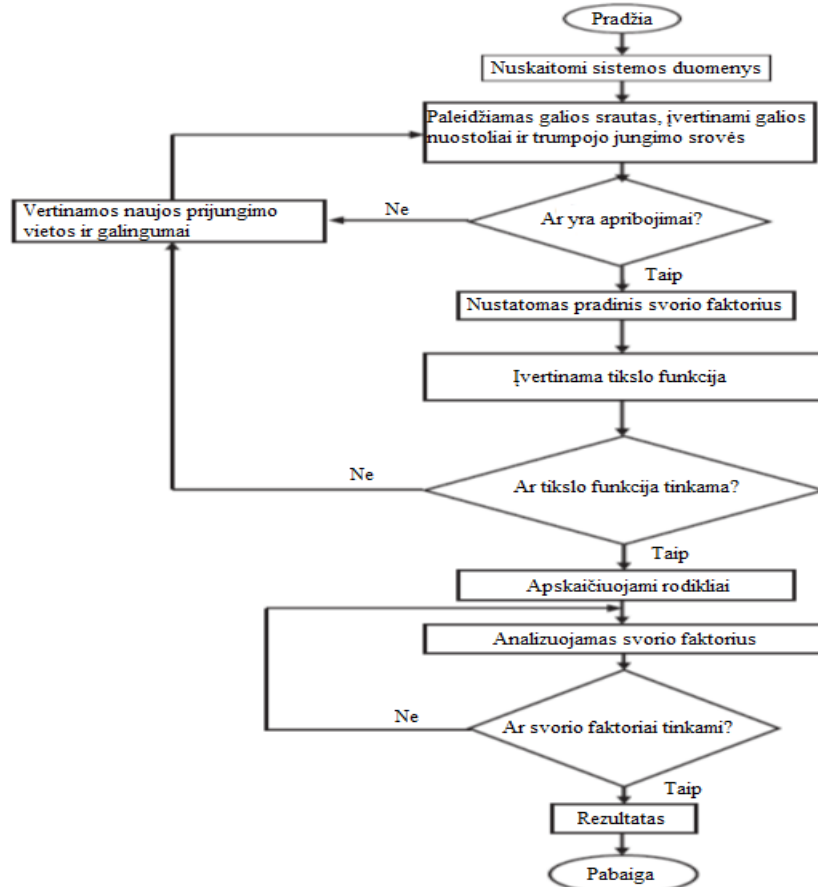 Pradžia
Nuskaitomi sistemos duomenys
Paleidžiamas galios srautas, įvertinami galios
nuostoliai ir trumpojo jungimo srovės
Vertinamos naujos prijungimo
vietos ir galingumai
Ne
Ar yra apribojimai?
Taip
Nustatomas pradinis svorio faktorius
Įvertinama tikslo funkcija
Ne
Ar tikslo funkcija tinkama?
Taip
Apskaičiuojami rodikliai
Analizuojamas svorio faktorius
Ne
Ar svorio faktoriai tinkami?
Taip
Rezultatas
Pabaiga